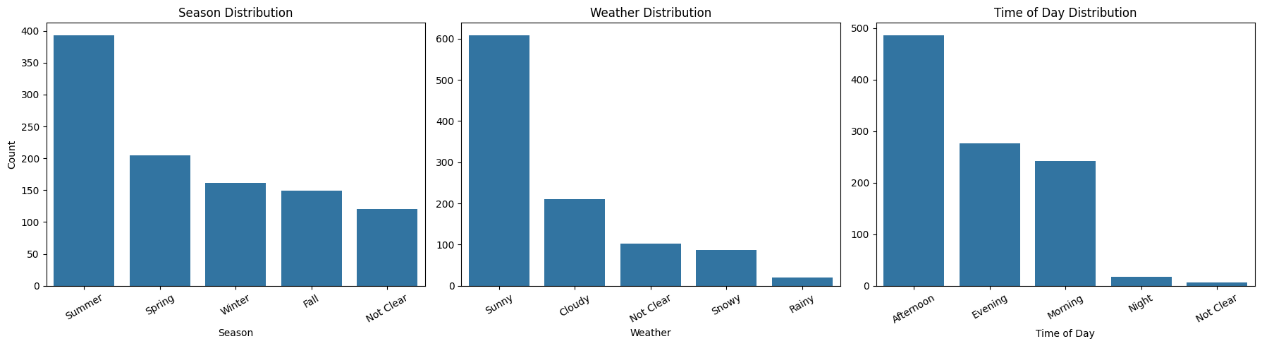 Season Distribution
400
350
300
250
200
150
100
50
0
Count
Summer
Spring
Winter
Fall
Not Clear
Season
Weather Distribution
600
500
400
300
200
100
0
Sunny
Cloudy
Not Clear
Snowy
Rainy
Weather
Time of Day Distribution
500
400
300
200
100
0
Afternoon
Evening
Morning
Night
Not Clear
Time of Day